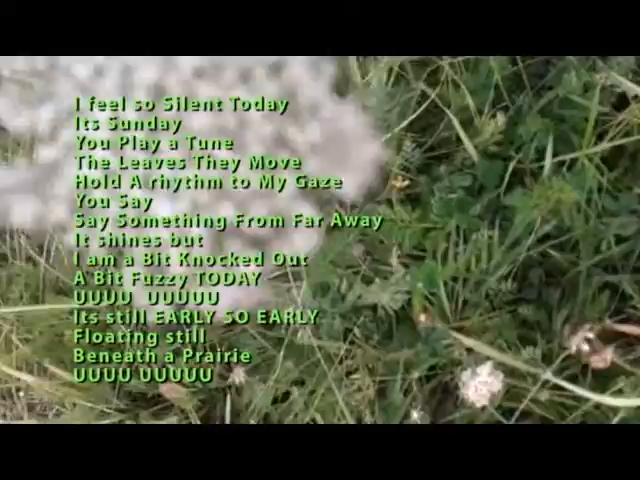 I feel so Silent Today
Its Sunday
You Play a Tune
The Leaves They Move
Hold A rhythm to My Gaze
You Say
Say Something From Far Away
It shines but
I am a Bit Knocked Out
A Bit Fuzzy TODAY
UUUU UUUUU
Its still EARLY SO EARLY
Floating still
Beneath a Prairie
UUUU UUUUU